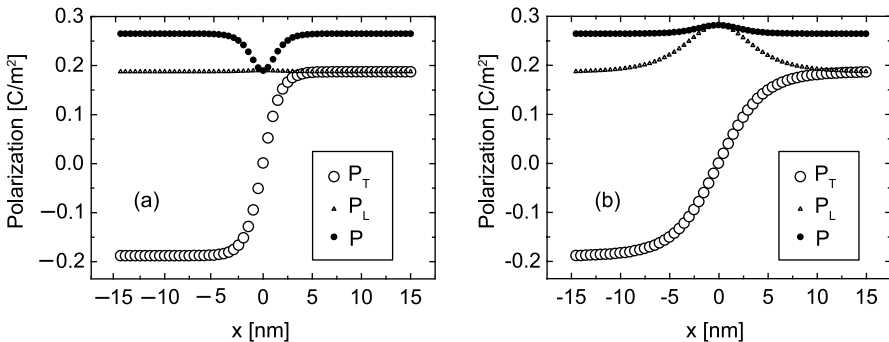 Polarization [C/m²]
0.3
0.2
0.1
0.0
−0.1
−0.2
(a)
P_T
P_L
P
−15 −10 −5 0 5 10 15
x [nm]
Polarization [C/m²]
0.3
0.2
0.1
0.0
-0.1
-0.2
(b)
P_T
P_L
P
-15 -10 -5 0 5 10 15
x [nm]